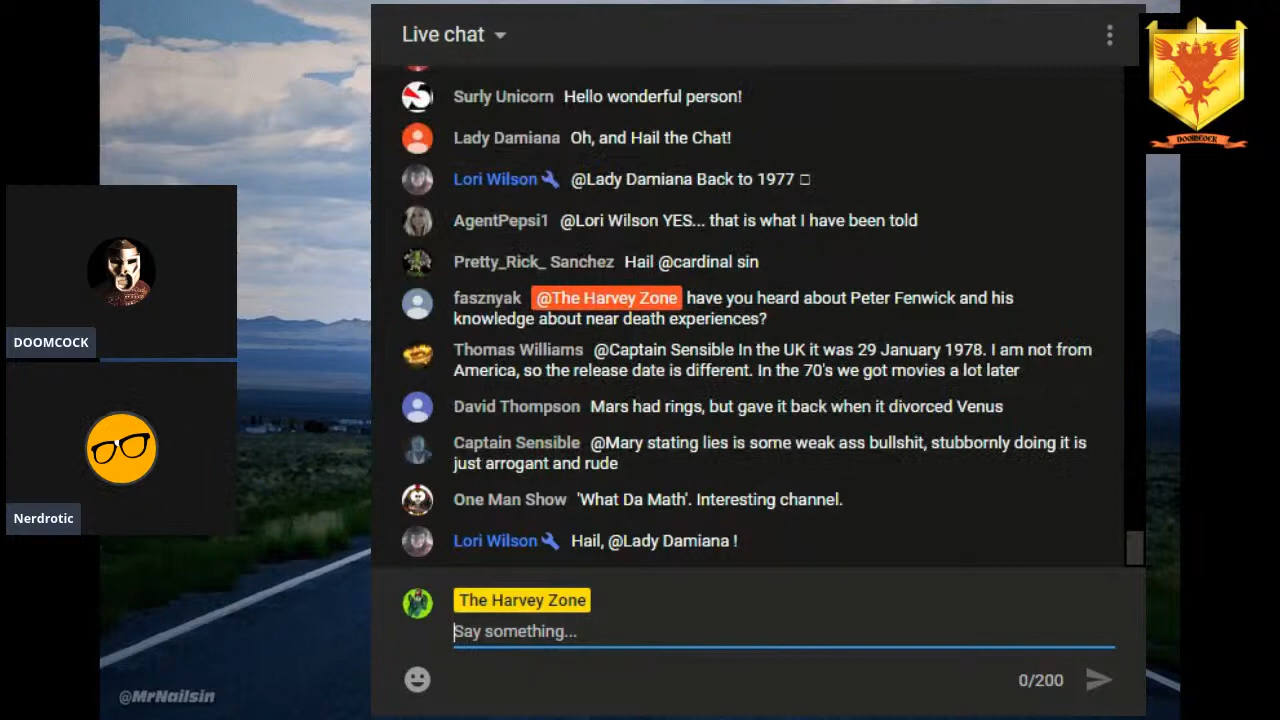 Live chat
DOOMCOCK
Surly Unicorn Hello wonderful person!
Lady Damiana Oh, and Hail the Chat!
Lori Wilson @Lady Damiana Back to 1977 □
AgentPepsi1 @Lori Wilson YES... that is what I have been told
Pretty_Rick_ Sanchez Hail @cardinal sin
fasznyak @The Harvey Zone have you heard about Peter Fenwick and his
knowledge about near death experiences?
Thomas Williams @Captain Sensible In the UK it was 29 January 1978. I am not from
America, so the release date is different. In the 70's we got movies a lot later
David Thompson Mars had rings, but gave it back when it divorced Venus
Captain Sensible @Mary stating lies is some weak ass bullshit, stubbornly doing it is
just arrogant and rude
One Man Show 'What Da Math'. Interesting channel.
Lori Wilson Hail, @Lady Damiana !
The Harvey Zone
Say something...
0/200
DOOMCOCK
Nerdrotic
@MrNailsin